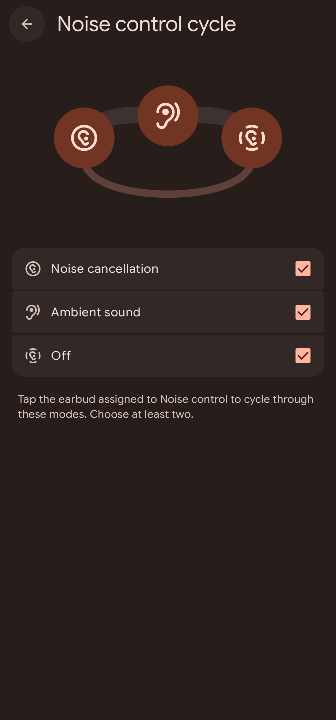 Noise control cycle
Noise cancellation
Ambient sound
Off
Tap the earbud assigned to Noise control to cycle through
these modes. Choose at least two.